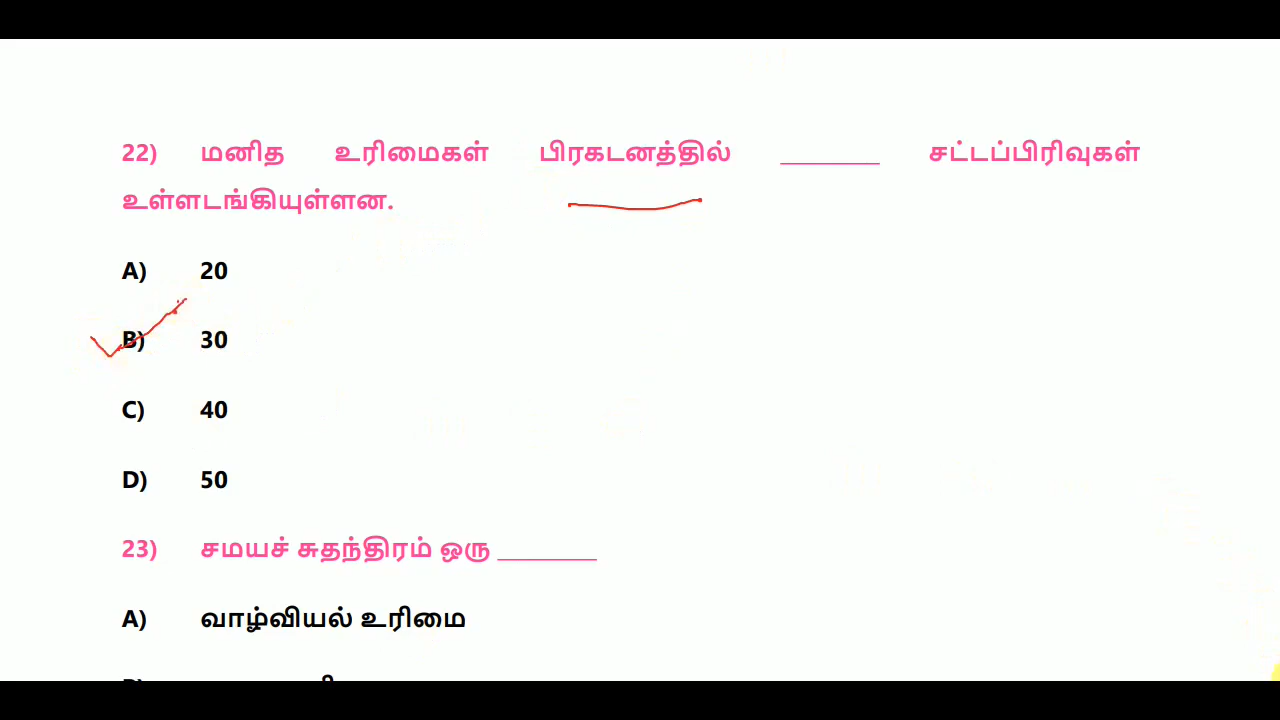 22) மனித உரிமைகள் பிரகடனத்தில் ________ சட்டப்பிரிவுகள்
உள்ளடங்கியுள்ளன.
A) 20
B) 30
C) 40
D) 50
23) சமயச் சுதந்திரம் ஒரு ________
A) வாழ்வியல் உரிமை